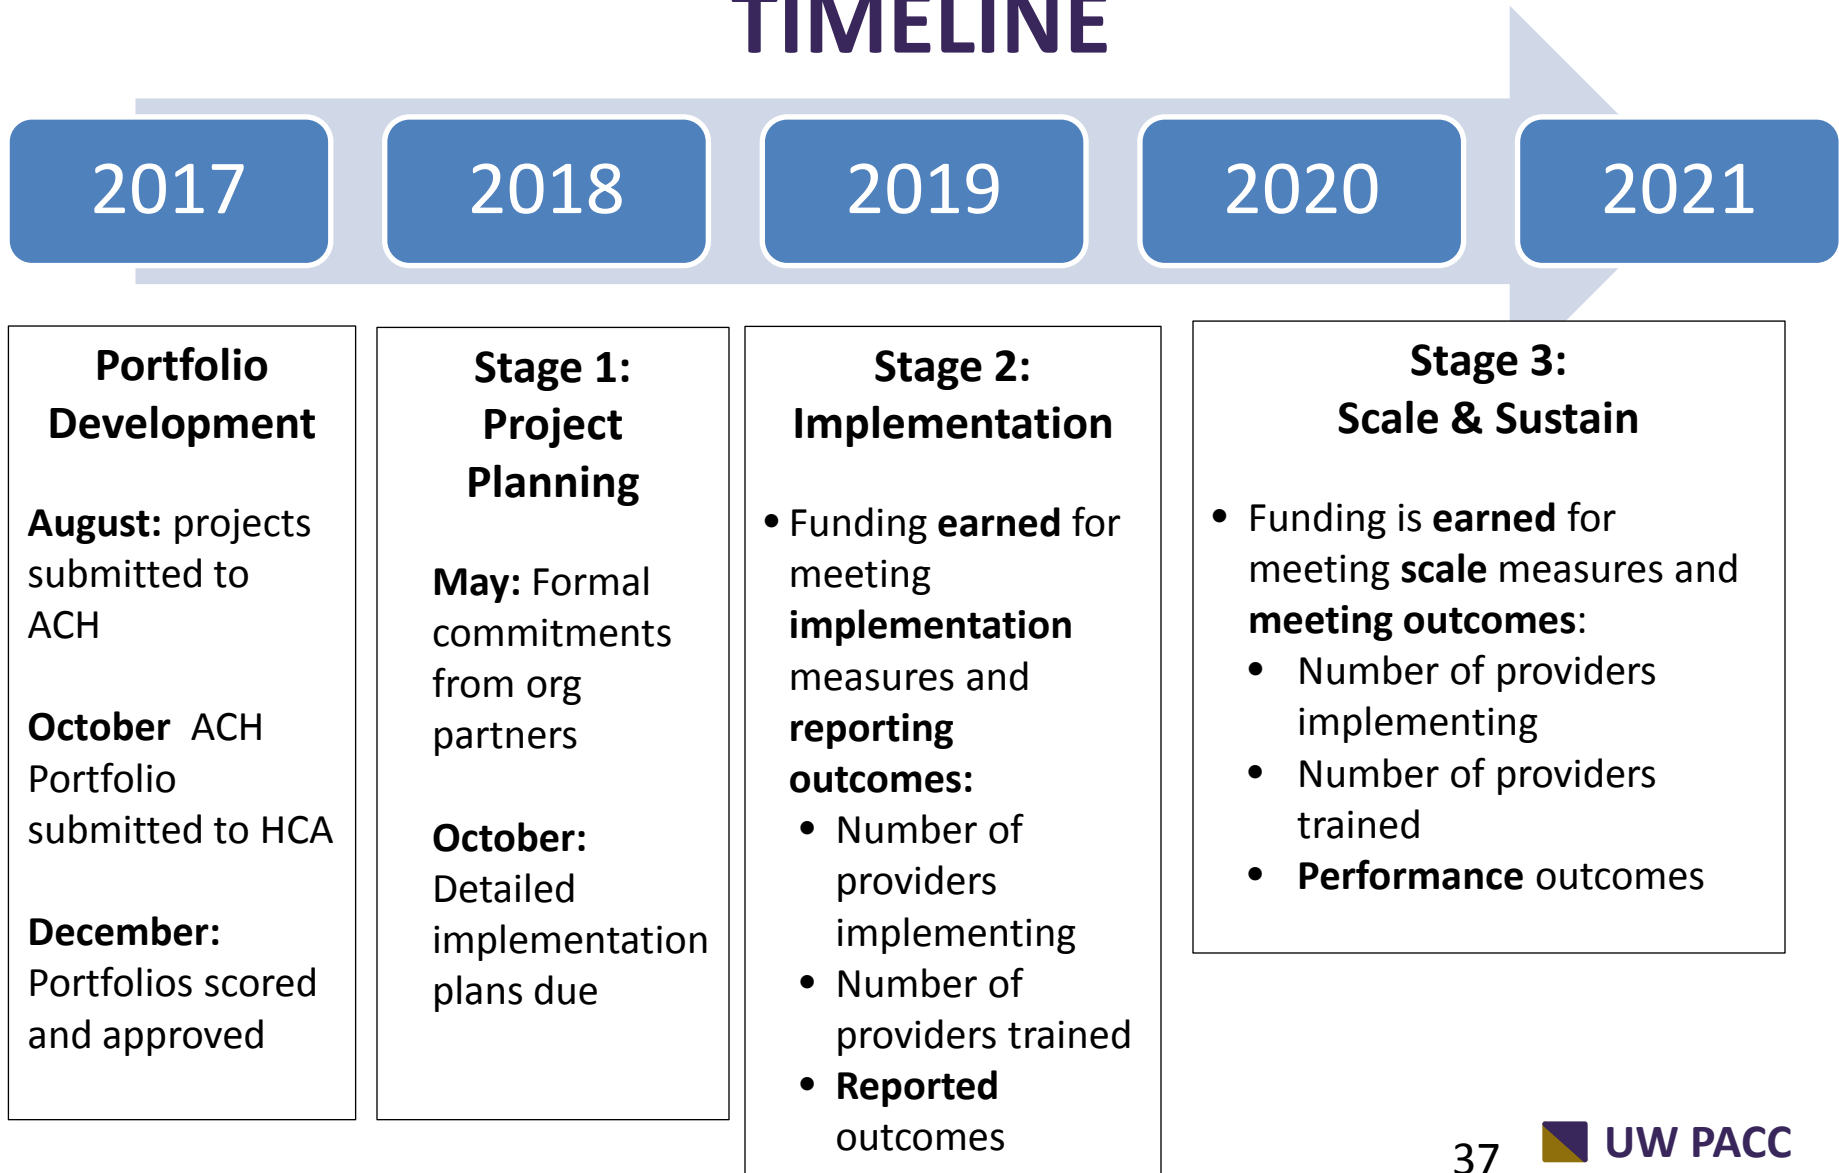 TIMELINE
2017
2018
2019
2020
2021
Portfolio
Development
August: projects
submitted to
ACH
October  ACH
Portfolio
submitted to HCA
December:
Portfolios scored
and approved
Stage 1:
Project
Planning
May: Formal
commitments
from org
partners
October:
Detailed
implementation
plans due
Stage 2:
Implementation
• Funding earned for
meeting
implementation
measures and
reporting
outcomes:
• Number of
providers
implementing
• Number of
providers trained
• Reported
outcomes
Stage 3:
Scale & Sustain
• Funding is earned for
meeting scale measures and
meeting outcomes:
• Number of providers
implementing
• Number of providers
trained
• Performance outcomes
37
UW PACC